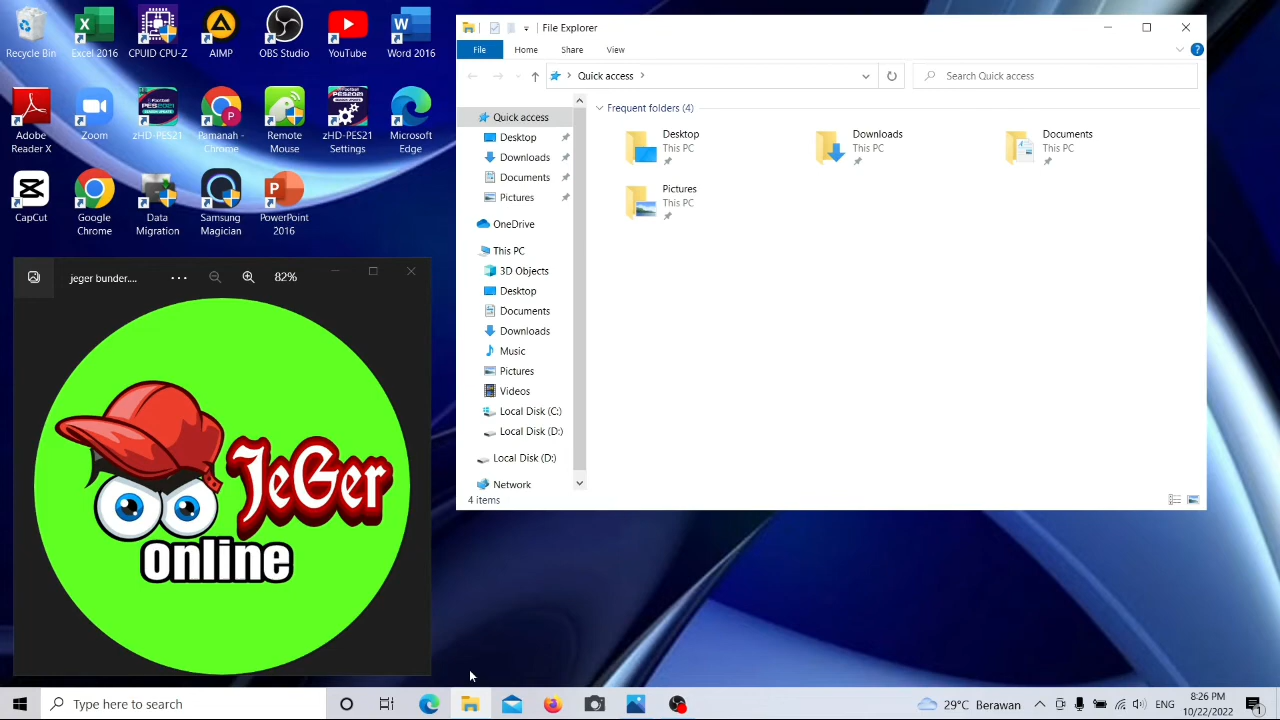 Recycle Bin
Excel 2016
CPUID CPU-Z
AIMP
OBS Studio
YouTube
Word 2016
Adobe
Reader X
Zoom
zHD-PES21
Pamanah -
Chrome
Remote
Mouse
zHD-PES21
Settings
Microsoft
Edge
CapCut
Google
Chrome
Data
Migration
Samsung
Magician
PowerPoint
2016
jeger bunder....
82%
JeGer
Online
File Explorer
File
Home
Share
View
Quick access
Search Quick access
Quick access
Desktop
Downloads
Documents
Pictures
OneDrive
This PC
3D Objects
Desktop
Documents
Downloads
Music
Pictures
Videos
Local Disk (C:)
Local Disk (D:)
Local Disk (D:)
Network
Frequent folders (4)
Desktop
This PC
Downloads
This PC
Documents
This PC
Pictures
This PC
4 items
Type here to search
29°C Berawan
ENG
8:26 PM
10/22/2022
1